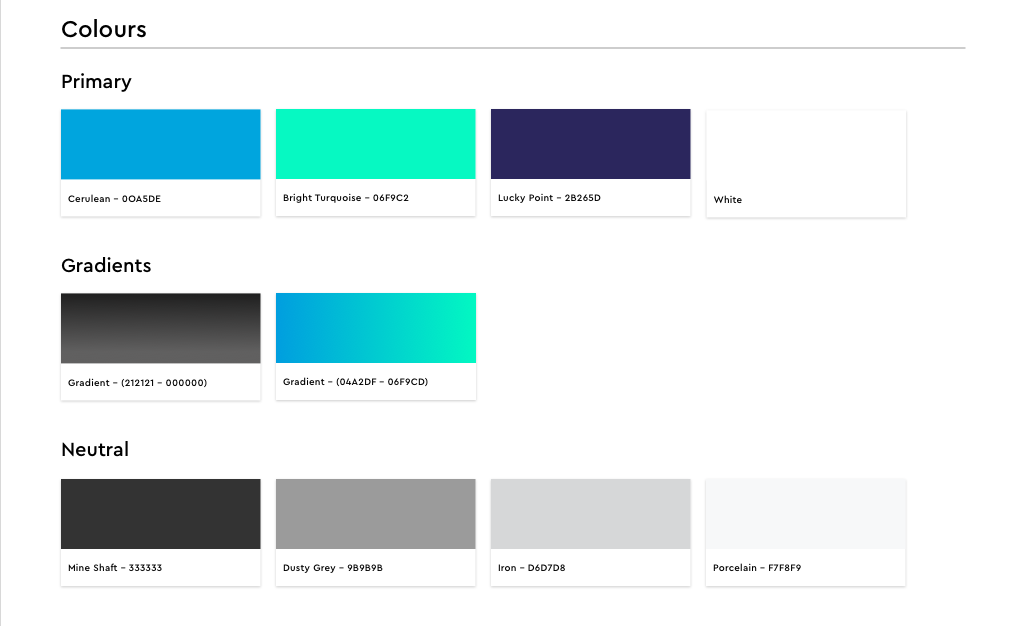 Colours
Primary
Cerulean - 0OA5DE
Bright Turquoise - 06F9C2
Lucky Point - 2B265D
White
Gradients
Gradient - (212121 - 000000)
Gradient - (04A2DF - 06F9CD)
Neutral
Mine Shaft - 333333
Dusty Grey - 9B9B9B
Iron - D6D7D8
Porcelain - F7F8F9